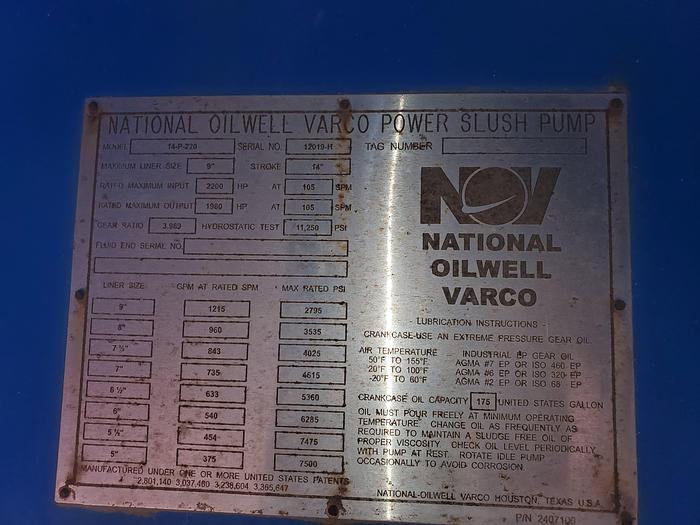 NATIONAL OILWELL VARCO POWER SLUSH PUMP
MODEL 14-P-220 SERIAL NO. 12019-H TAG NUMBER
MAXIMUM LINER SIZE 9" STROKE 14"
RATED MAXIMUM INPUT 2200 HP AT 105 SPM
RATED MAXIMUM OUTPUT 1980 HP AT 105 SPM
GEAR RATIO 3.969 HYDROSTATIC TEST 11,250 PSI
FLUID END SERIAL NO.
LINER SIZE GPM AT RATED SPM MAX RATED PSI
9" 1215 2795
8" 960 3535
7 ½" 843 4025
7" 735 4615
6 ½" 633 5360
6" 540 6285
5 ½" 454 7475
5" 375 7500
MANUFACTURED UNDER ONE OR MORE UNITED STATES PATENTS
2,801,140 3,037,460 3,238,604 3,365,647
NOV
NATIONAL
OILWELL
VARCO
- LUBRICATION INSTRUCTIONS -
CRANKCASE-USE AN EXTREME PRESSURE GEAR OIL
AIR TEMPERATURE INDUSTRIAL EP GEAR OIL
50°F TO 155°F AGMA #7 EP OR ISO 460 EP
20°F TO 100°F AGMA #6 EP OR ISO 320 EP
-20°F TO 60°F AGMA #2 EP OR ISO 68 EP
CRANKCASE OIL CAPACITY 175 UNITED STATES GALLON
OIL MUST POUR FREELY AT MINIMUM OPERATING
TEMPERATURE. CHANGE OIL AS FREQUENTLY AS
REQUIRED TO MAINTAIN A SLUDGE FREE OIL OF
PROPER VISCOSITY. CHECK OIL LEVEL PERIODICALLY
WITH PUMP AT REST. ROTATE IDLE PUMP
OCCASIONALLY TO AVOID CORROSION
NATIONAL-OILWELL VARCO HOUSTON, TEXAS U.S.A.
P/N 2407100